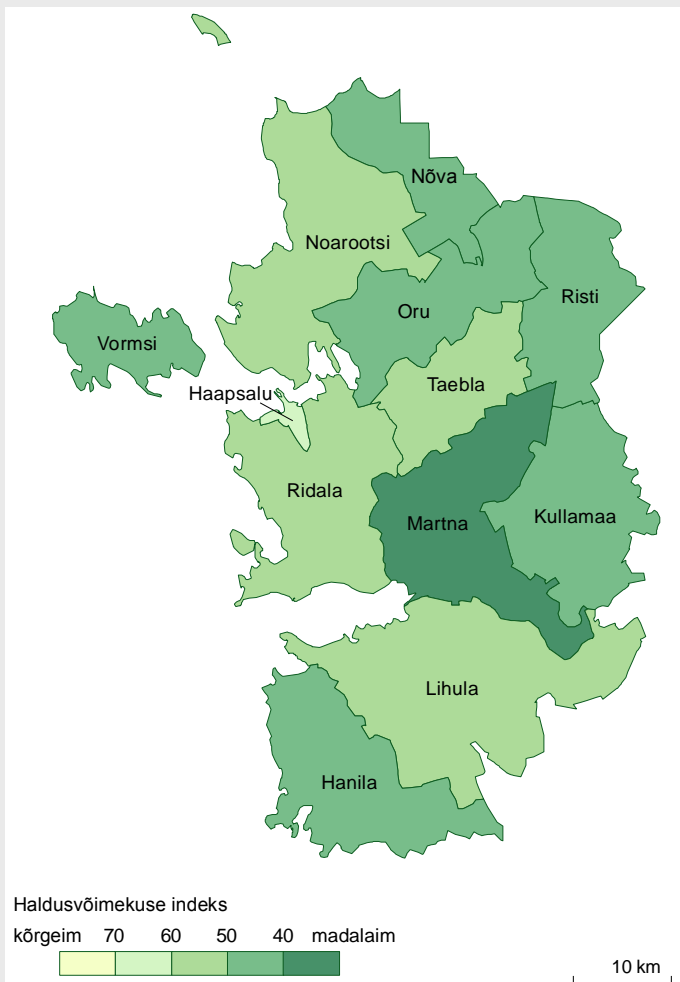 Nõva
Noarootsi
Risti
Oru
Vormsi
Taebla
Haapsalu
Ridala
Martna
Kullamaa
Lihula
Hanila
Haldusvõimekuse indeks
kõrgeim 70 60 50 40 madalaim
10 km